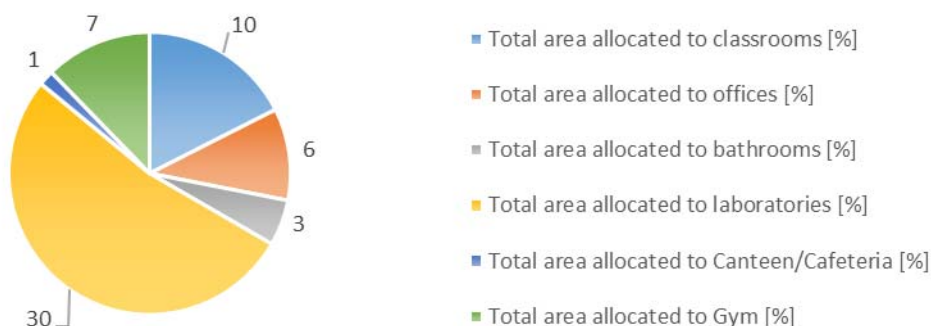 7
10
1
6
3
30
Total area allocated to classrooms [%]
Total area allocated to offices [%]
Total area allocated to bathrooms [%]
Total area allocated to laboratories [%]
Total area allocated to Canteen/Cafeteria [%]
Total area allocated to Gym [%]